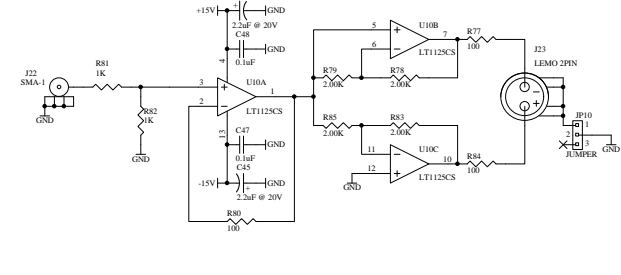 +15V
+
GND
2.2uF @ 20V
C48
GND
0.1uF
4
J22
SMA-1
GND
R81
1K
R82
1K
GND
3
+
2
-
U10A
1
LT1125CS
13
C47
GND
0.1uF
C45
-15V
GND
+
2.2uF @ 20V
R80
100
5
+
6
-
U10B
7
LT1125CS
R79
2.00K
R78
2.00K
R77
100
R85
2.00K
R83
2.00K
11
-
12
+
GND
U10C
10
LT1125CS
R84
100
J23
LEMO 2PIN
-
+
JP10
1
2
3
GND
JUMPER